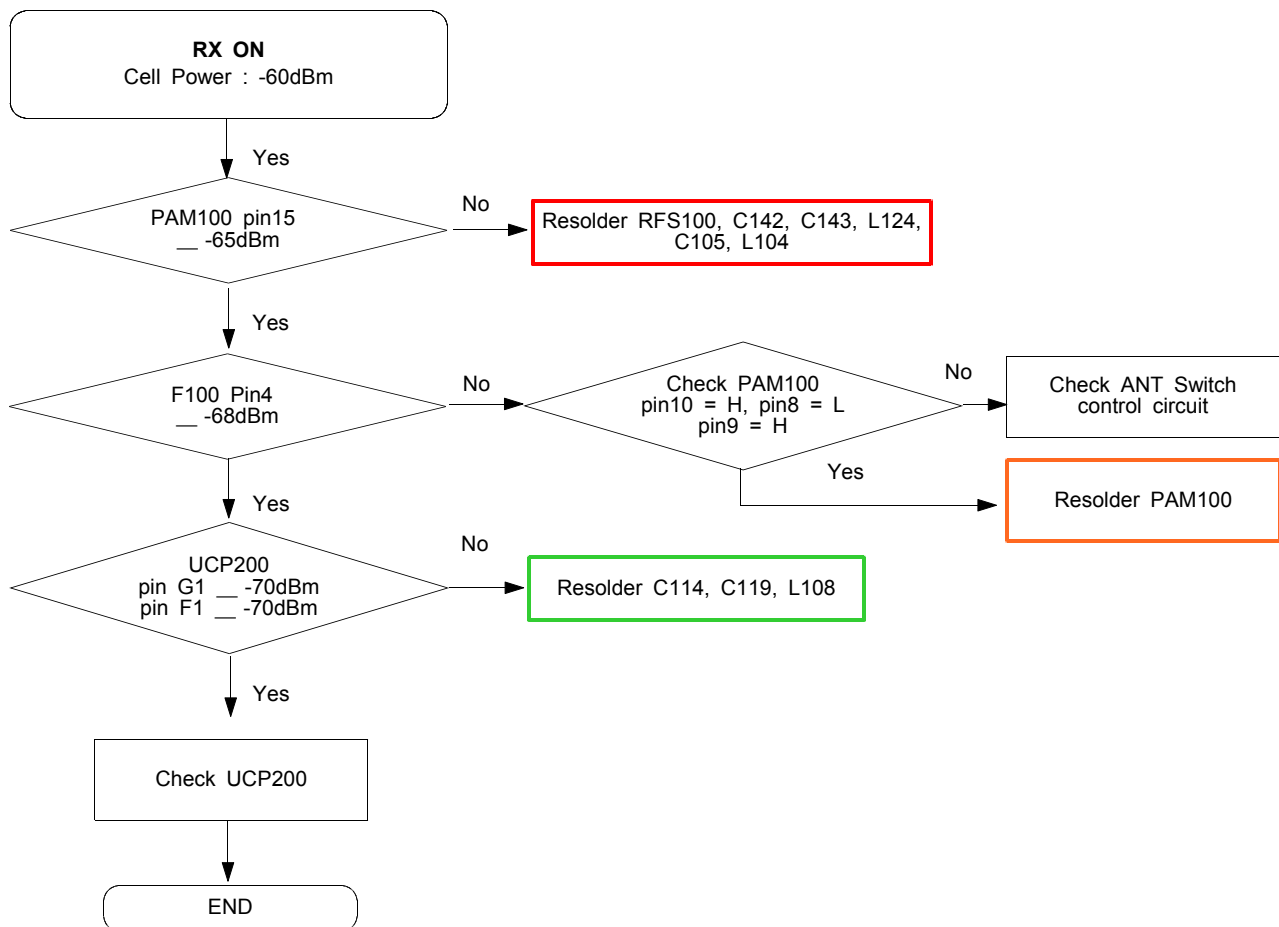 RX ON
Cell Power : -60dBm
Yes
PAM100 pin15
__ -65dBm
No
Resolder RFS100, C142, C143, L124,
C105, L104
Yes
F100 Pin4
__ -68dBm
No
Check PAM100
pin10 = H, pin8 = L
pin9 = H
No
Check ANT Switch
control circuit
Yes
Resolder PAM100
Yes
UCP200
pin G1 __ -70dBm
pin F1 __ -70dBm
No
Resolder C114, C119, L108
Yes
Check UCP200
END